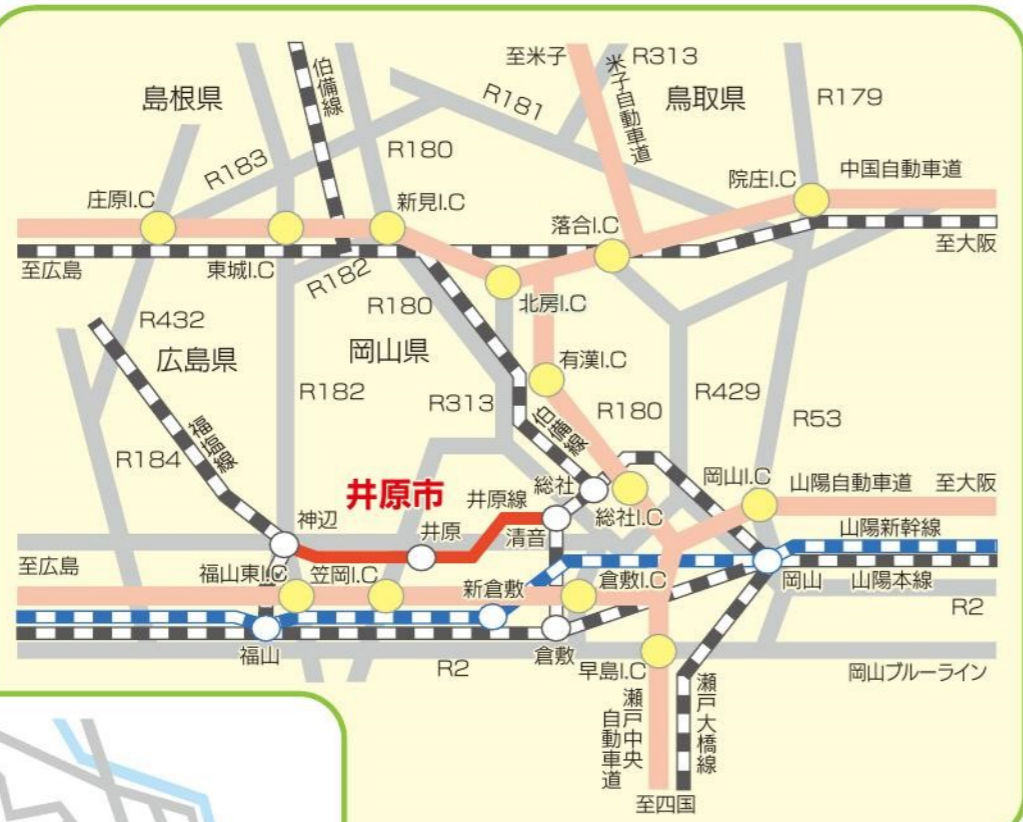 至米子
R313
島根県
伯備線
米子自動車道
鳥取県
R181
R179
R183
R180
中国自動車道
院庄I.C
庄原I.C
新見I.C
落合I.C
至大阪
至広島
東城I.C
R182
R180
北房I.C
R432
広島県
岡山県
有漢I.C
R182
R313
R180
R429
R53
伯備線
福塩線
R184
井原市
井原線
総社
岡山I.C
山陽自動車道
至大阪
神辺
井原
清音
総社I.C
山陽新幹線
至広島
福山東I.C
笠岡I.C
新倉敷
倉敷I.C
岡山
山陽本線
R2
福山
R2
倉敷
早島I.C
岡山ブルーライン
瀬戸中央
自動車道
瀬戸大橋線
至四国